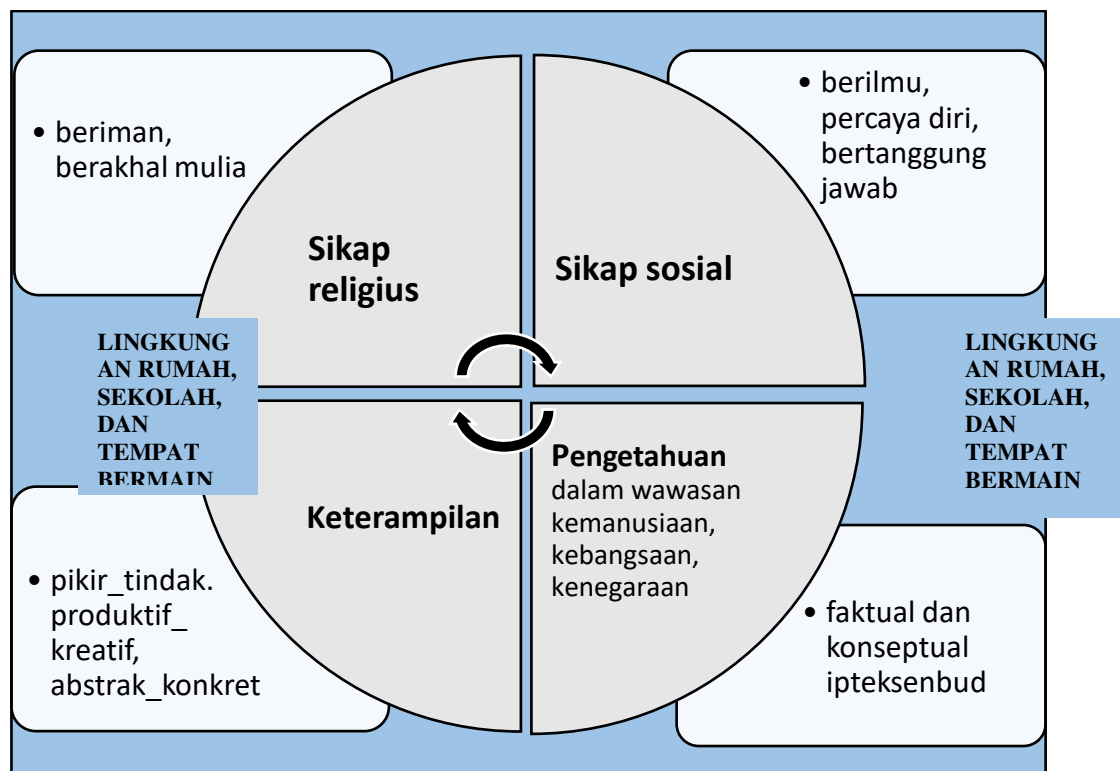 • beriman,
berakhal mulia
• berilmu,
percaya diri,
bertanggung
jawab
Sikap
religius
Sikap sosial
LINGKUNG
AN RUMAH,
SEKOLAH,
DAN
TEMPAT
BERMAIN
LINGKUNG
AN RUMAH,
SEKOLAH,
DAN
TEMPAT
BERMAIN
Keterampilan
Pengetahuan
dalam wawasan
kemanusiaan,
kebangsaan,
kenegaraan
• pikir_tindak.
produktif_
kreatif,
abstrak_konkret
• faktual dan
konseptual
ipteksenbud